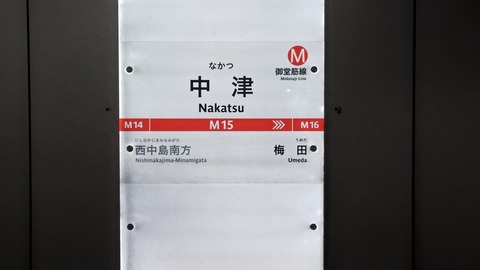 なかつ
中津
Nakatsu
M
御堂筋線
Midosuji Line
M14 M15 M16
にしなかじまみなみがた
西中島南方
Nishinakajima-Minamigata
うめだ
梅田
Umeda